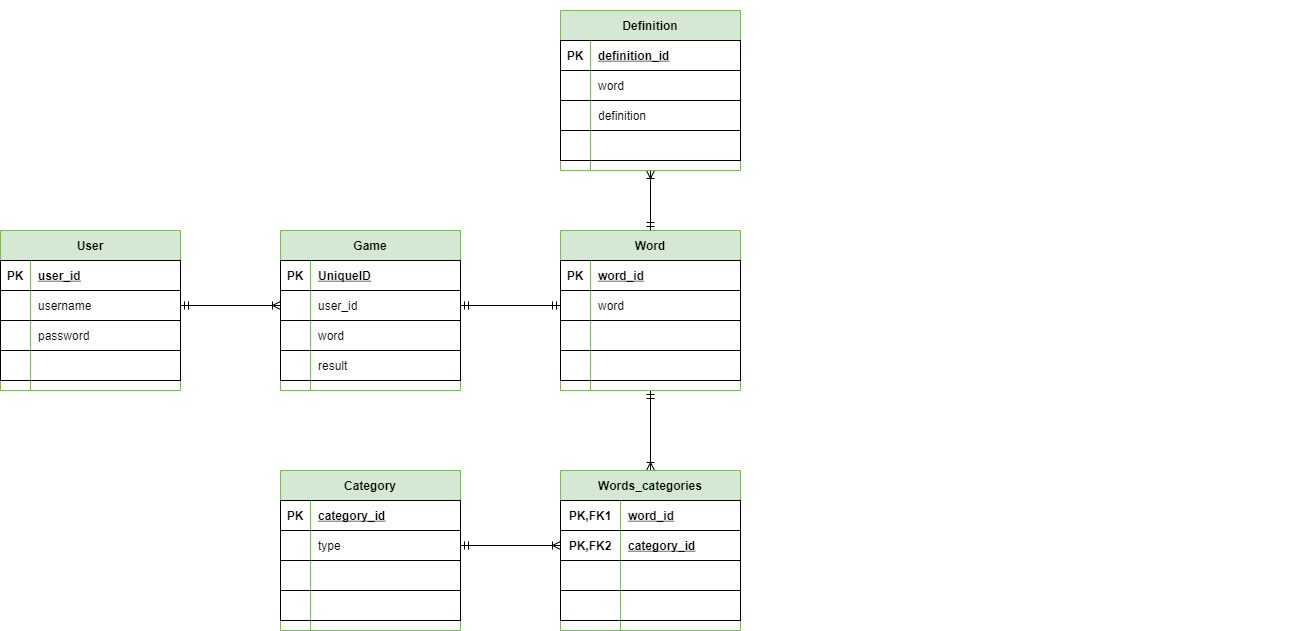 Definition
PK definition_id
word
definition
User
PK user_id
username
password
Game
PK UniqueID
user_id
word
result
Word
PK word_id
word
Category
PK category_id
type
Words_categories
PK,FK1 word_id
PK,FK2 category_id